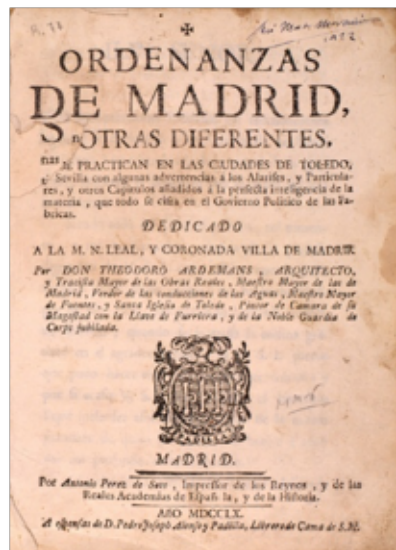 ORDENANZAS
DE MADRID,
OTRAS DIFERENTES,
PRACTICAN EN LAS CIUDADES DE TOLEDO,
Sevilla con algunas advertencias à los Alarifes, y Particula-
res, y otros Capitulos añadidos à la perfecta inteligencia de la
materia, que todo se cifra en el Govierno Politico de las Fa-
bricas.
DEDICADO
A LA M. N. LEAL, Y CORONADA VILLA DE MADRID.
Por DON THEODORO ARDEMANS, ARQUITECTO,
y Tracista Mayor de las Obras Reales, Maestro Mayor de las de
Madrid, Veedor de las conducciones de las Aguas, Maestro Mayor
de Fuentes, y Santa Iglesia de Toledo, Pintor de Camara de su
Magestad con la Llave de Furriera, y de la Noble Guardia de
Corps jubilada.
MADRID.
Por Antonio Perez de Soto, Impressor de los Reynos, y de las
Reales Academias de Española, y de la Historia.
AÑO MDCCLX.
A expensas de D. Pedro Joseph Alonso y Padilla, Librero de Cama de S.M.